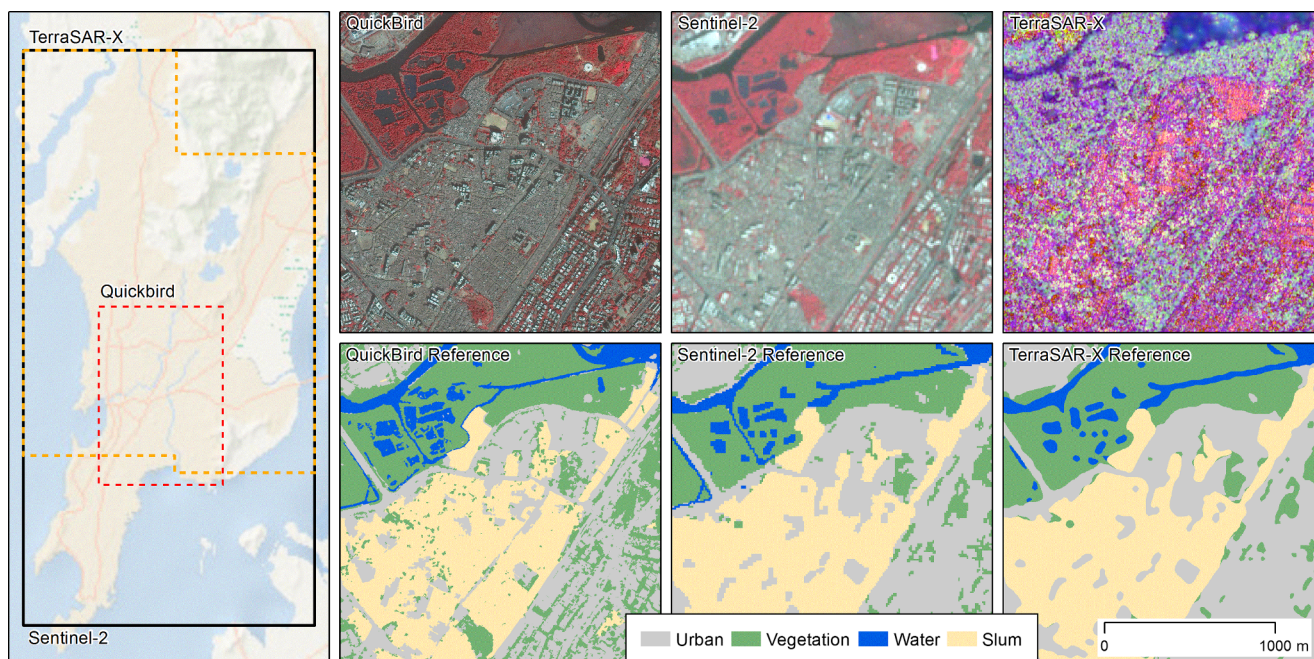 TerraSAR-X
Quickbird
Sentinel-2
QuickBird
Sentinel-2
TerraSAR-X
QuickBird Reference
Sentinel-2 Reference
TerraSAR-X Reference
Urban
Vegetation
Water
Slum
0
1000 m